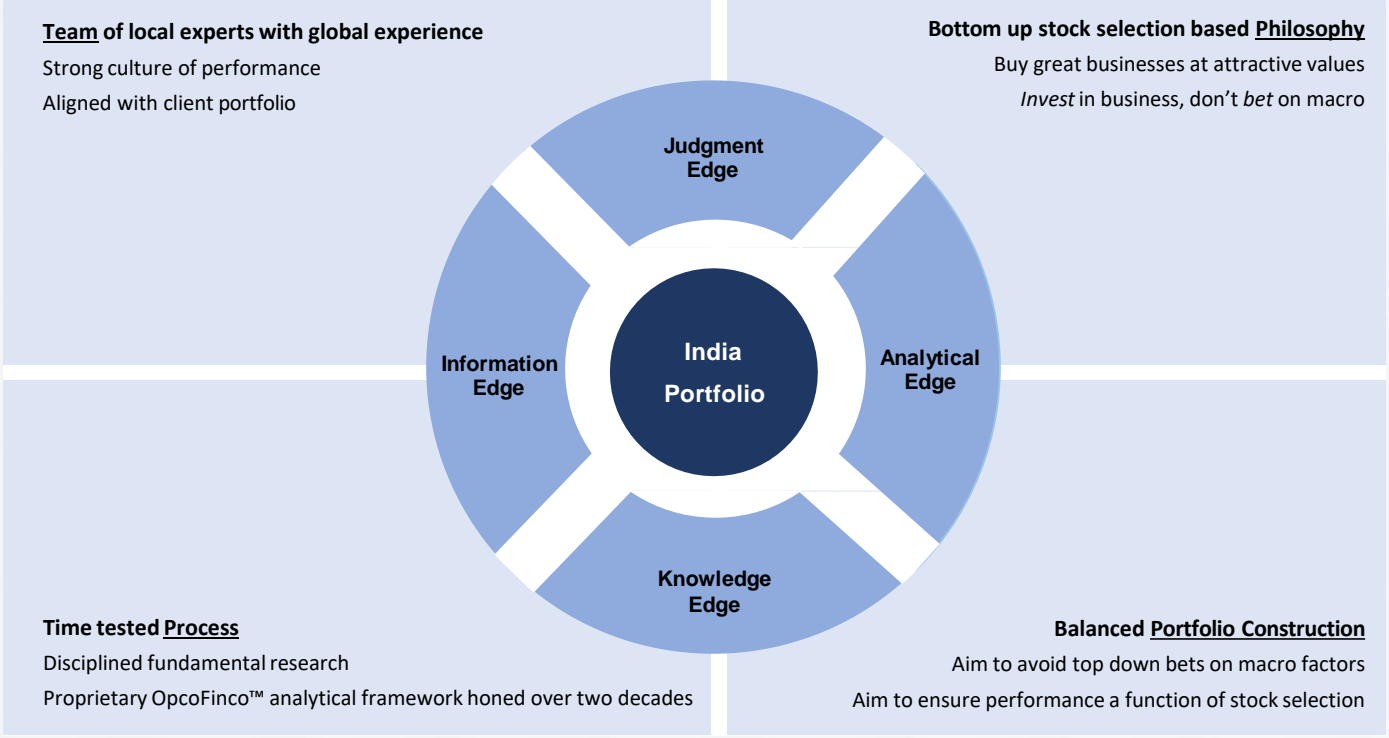 Team of local experts with global experience
Strong culture of performance
Aligned with client portfolio
Bottom up stock selection based Philosophy
Buy great businesses at attractive values
Invest in business, don’t bet on macro
Judgment
Edge
Information
Edge
India
Portfolio
Analytical
Edge
Knowledge
Edge
Time tested Process
Disciplined fundamental research
Proprietary OpcoFinco™ analytical framework honed over two decades
Balanced Portfolio Construction
Aim to avoid top down bets on macro factors
Aim to ensure performance a function of stock selection